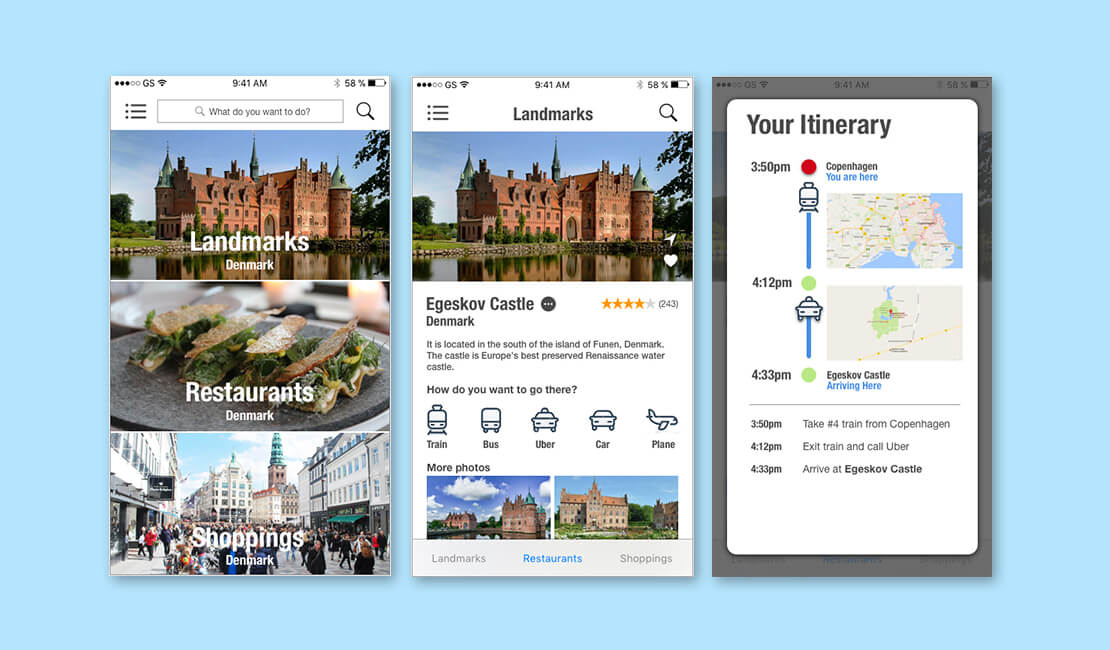 GS 9:41 AM 58 %
What do you want to do?
Landmarks
Denmark
Restaurants
Denmark
Shoppings
Denmark
GS 9:41 AM 58 %
Landmarks
Egeskov Castle (243)
Denmark
It is located in the south of the island of Funen, Denmark.
The castle is Europe's best preserved Renaissance water
castle.
How do you want to go there?
Train Bus Uber Car Plane
More photos
Landmarks Restaurants Shoppings
GS 9:41 AM 58 %
Your Itinerary
3:50pm Copenhagen
You are here
4:12pm
4:33pm Egeskov Castle
Arriving Here
3:50pm Take #4 train from Copenhagen
4:12pm Exit train and call Uber
4:33pm Arrive at Egeskov Castle
Landmarks Restaurants Shoppings